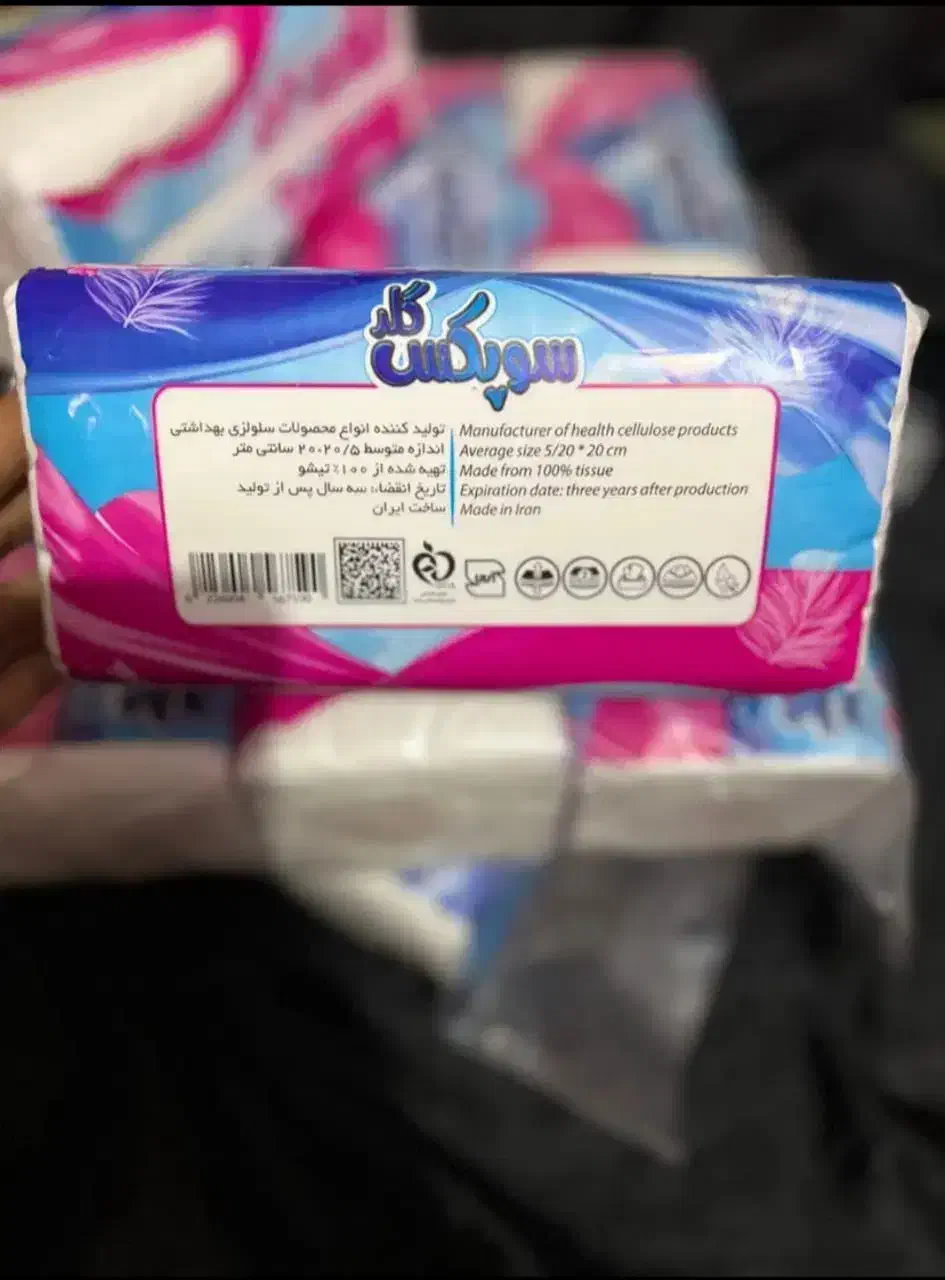 سوپکس
گلد
تولید کننده انواع محصولات سلولزی بهداشتی
اندازه متوسط ۲۰*۲۰/۵ سانتی متر
تهیه شده از ۱۰۰٪ تیشو
تاریخ انقضاء: سه سال پس از تولید
ساخت ایران
Manufacturer of health cellulose products
Average size 5/20 * 20 cm
Made from 100% tissue
Expiration date: three years after production
Made in Iran